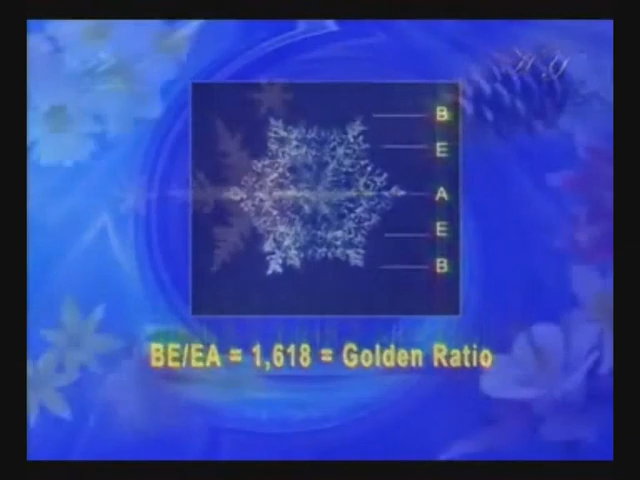 H Y
B
E
A
E
B
BE/EA = 1,618 = Golden Ratio